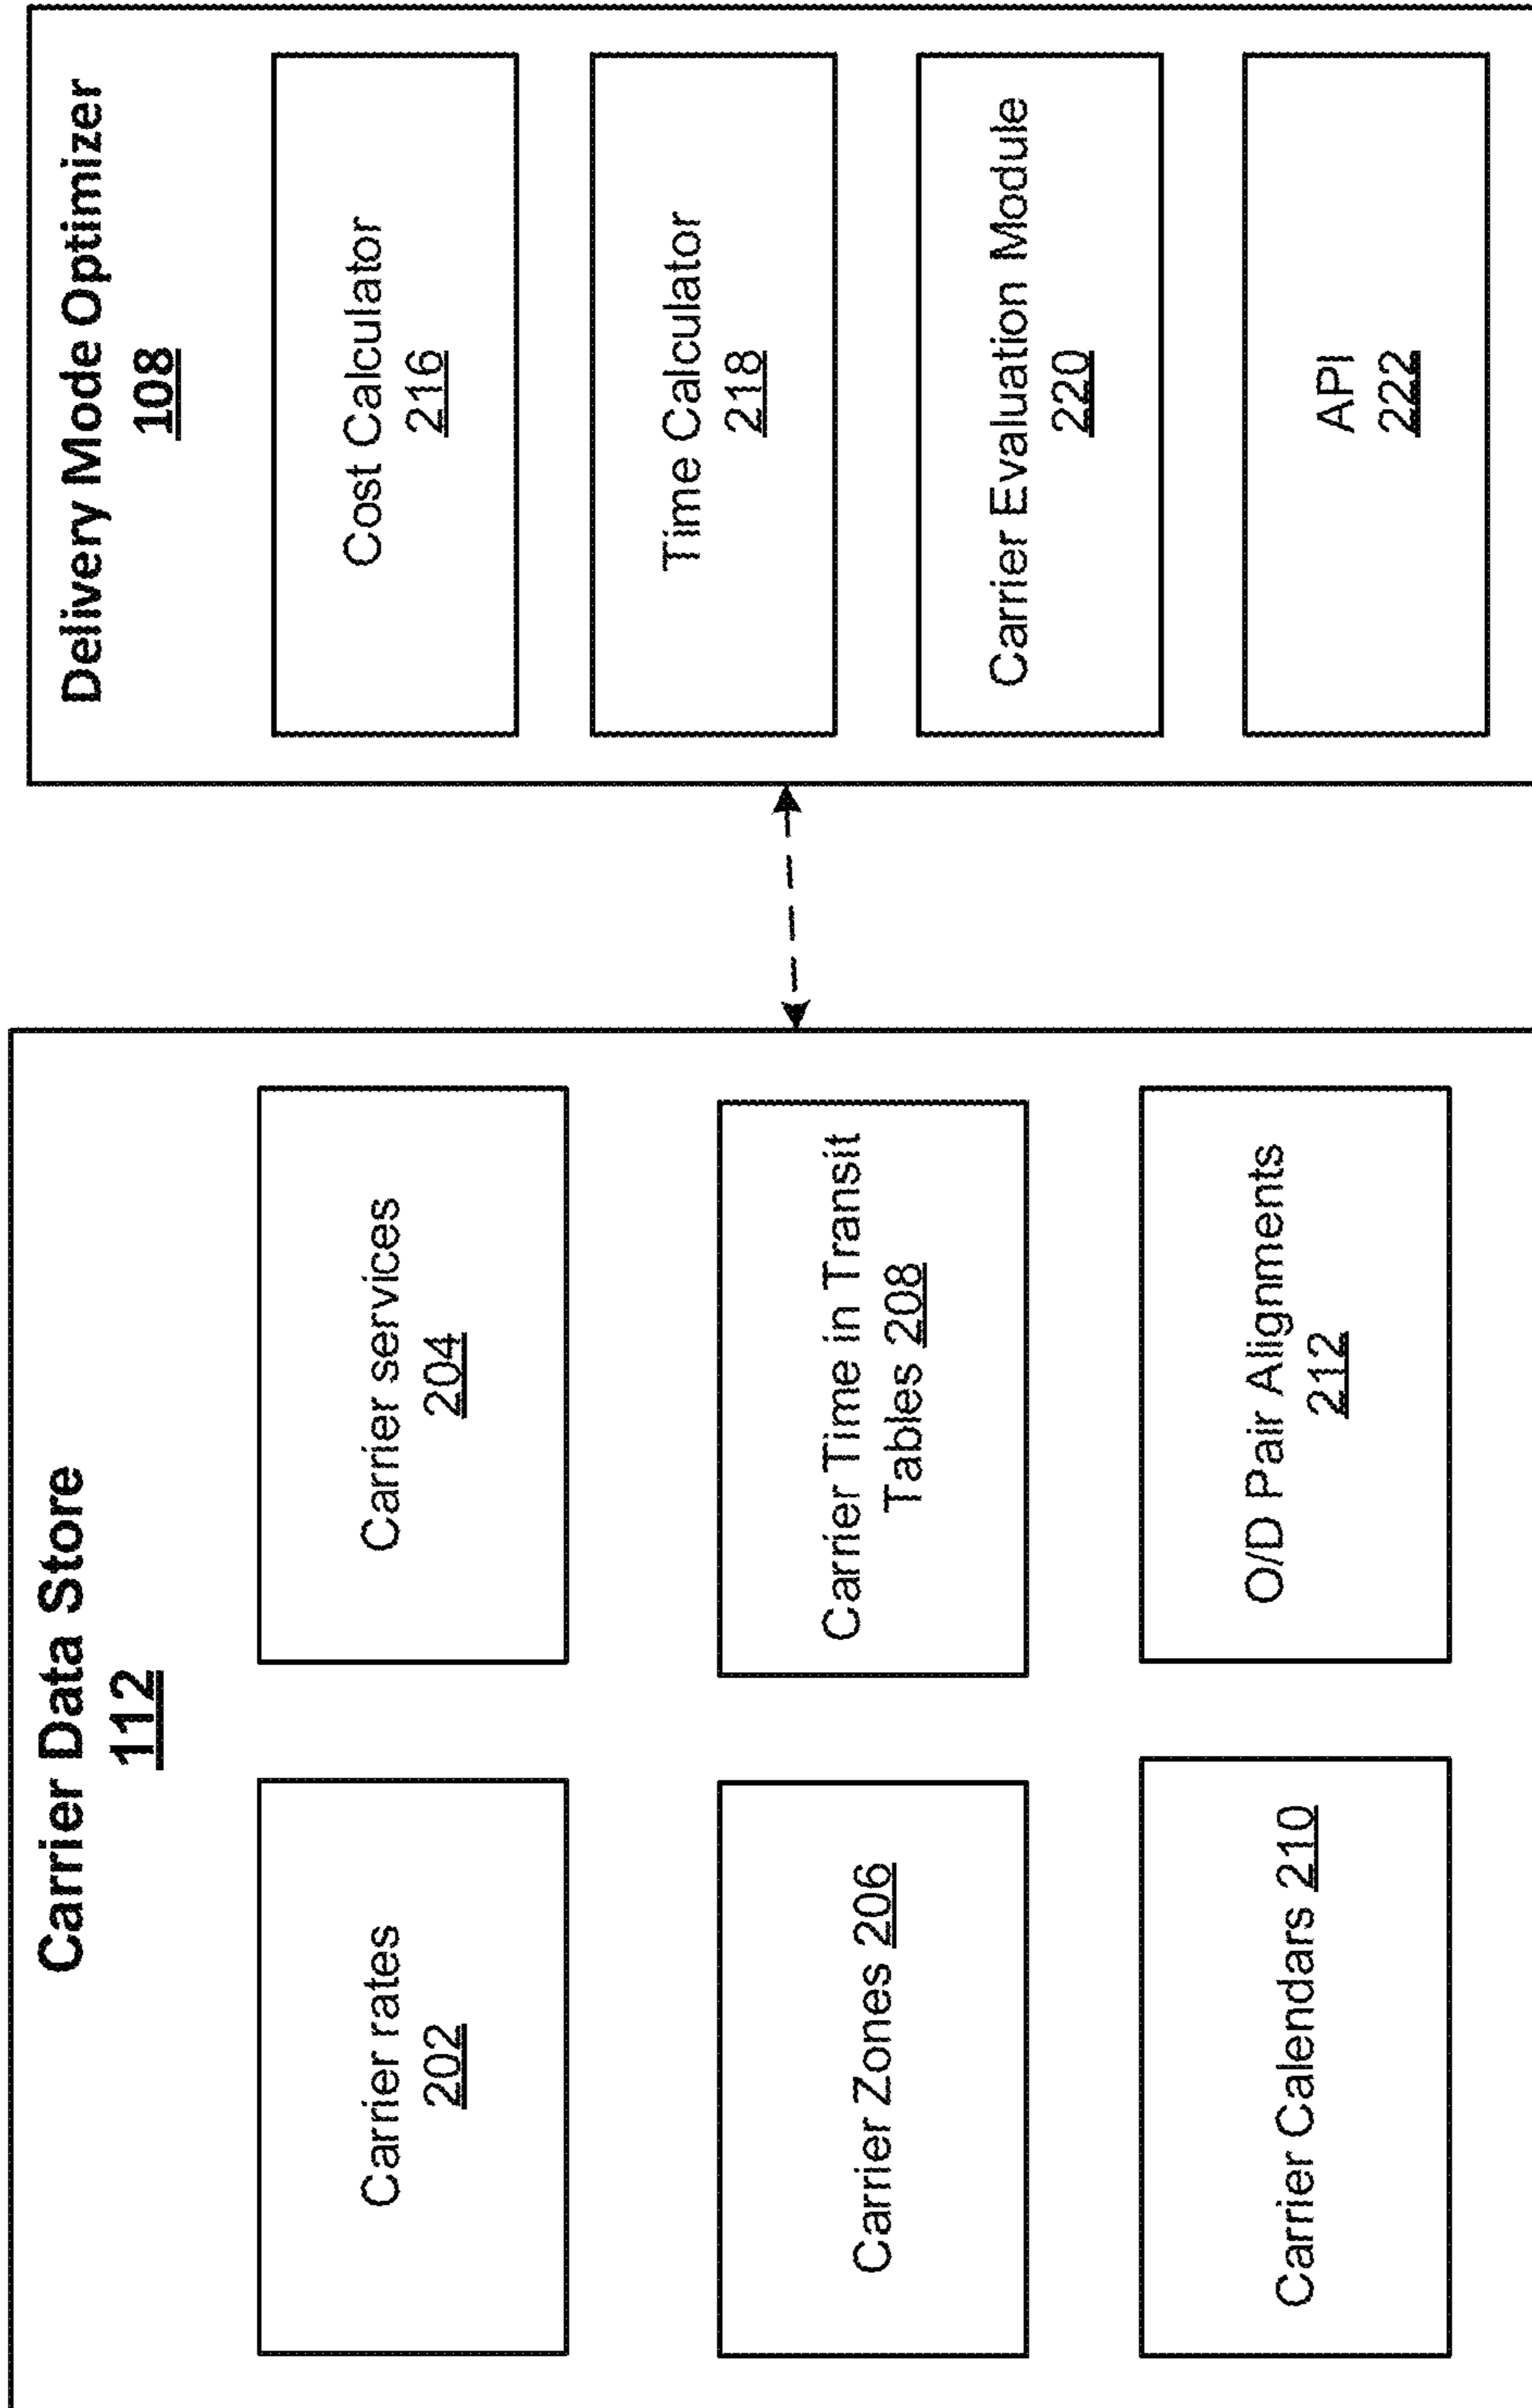 Carrier Data Store
112
Carrier rates
202
Carrier services
204
Carrier Zones 206
Carrier Time in Transit
Tables 208
Carrier Calendars 210
O/D Pair Alignments
212
Delivery Mode Optimizer
108
Cost Calculator
216
Time Calculator
218
Carrier Evaluation Module
220
API
222